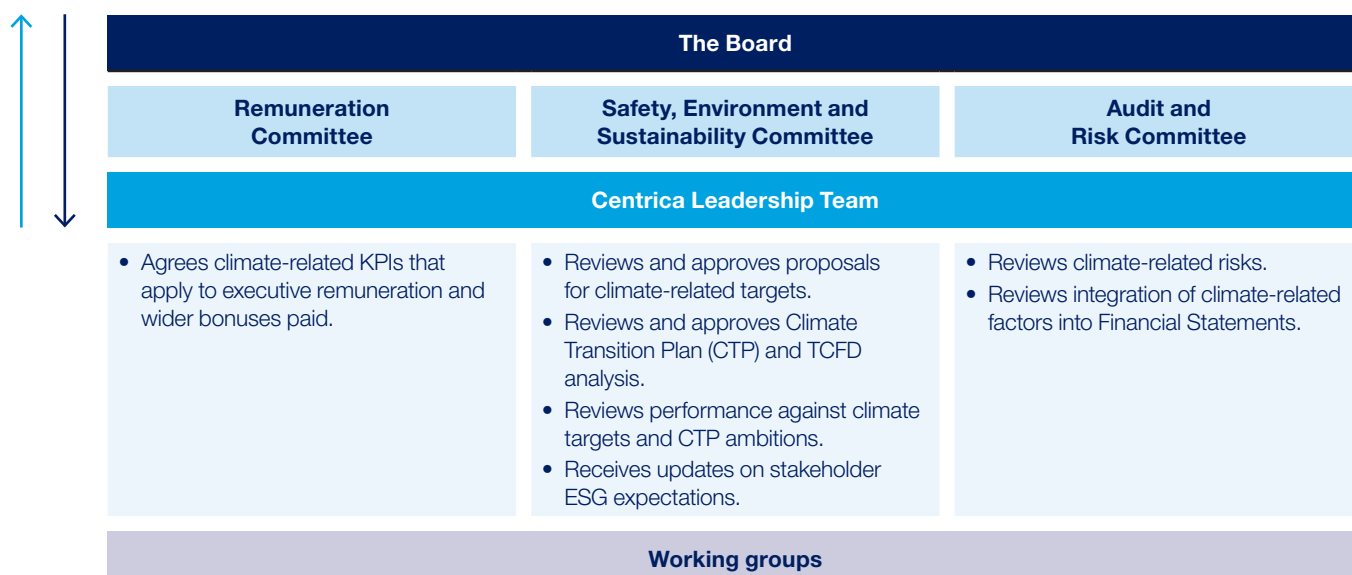 The Board
Remuneration
Committee
Safety, Environment and
Sustainability Committee
Audit and
Risk Committee
Centrica Leadership Team
• Agrees climate-related KPIs that
apply to executive remuneration and
wider bonuses paid.
• Reviews and approves proposals
for climate-related targets.
• Reviews and approves Climate
Transition Plan (CTP) and TCFD
analysis.
• Reviews performance against climate
targets and CTP ambitions.
• Receives updates on stakeholder
ESG expectations.
• Reviews climate-related risks.
• Reviews integration of climate-related
factors into Financial Statements.
Working groups